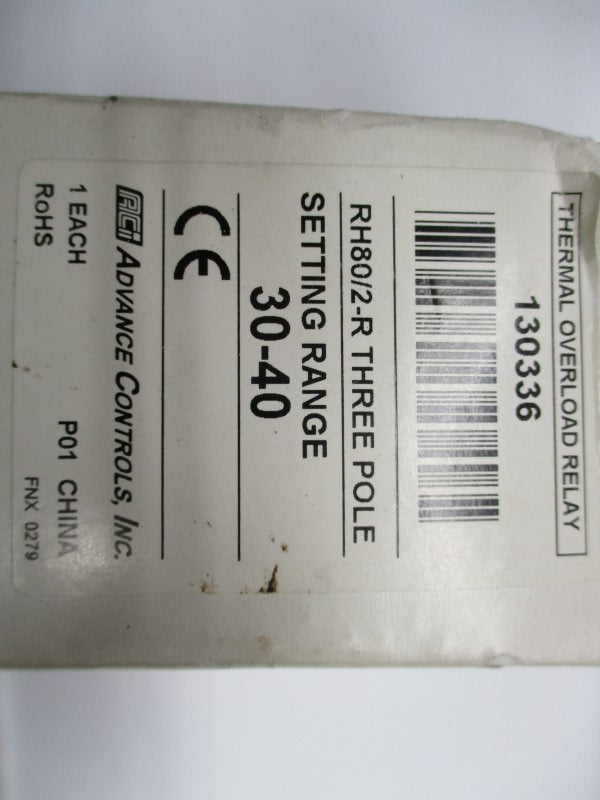 THERMAL OVERLOAD RELAY
130336
RH80/2-R THREE POLE
SETTING RANGE
30-40
CE
ACi ADVANCE CONTROLS, INC.
1 EACH P01 CHINA
RoHS FNX 0279